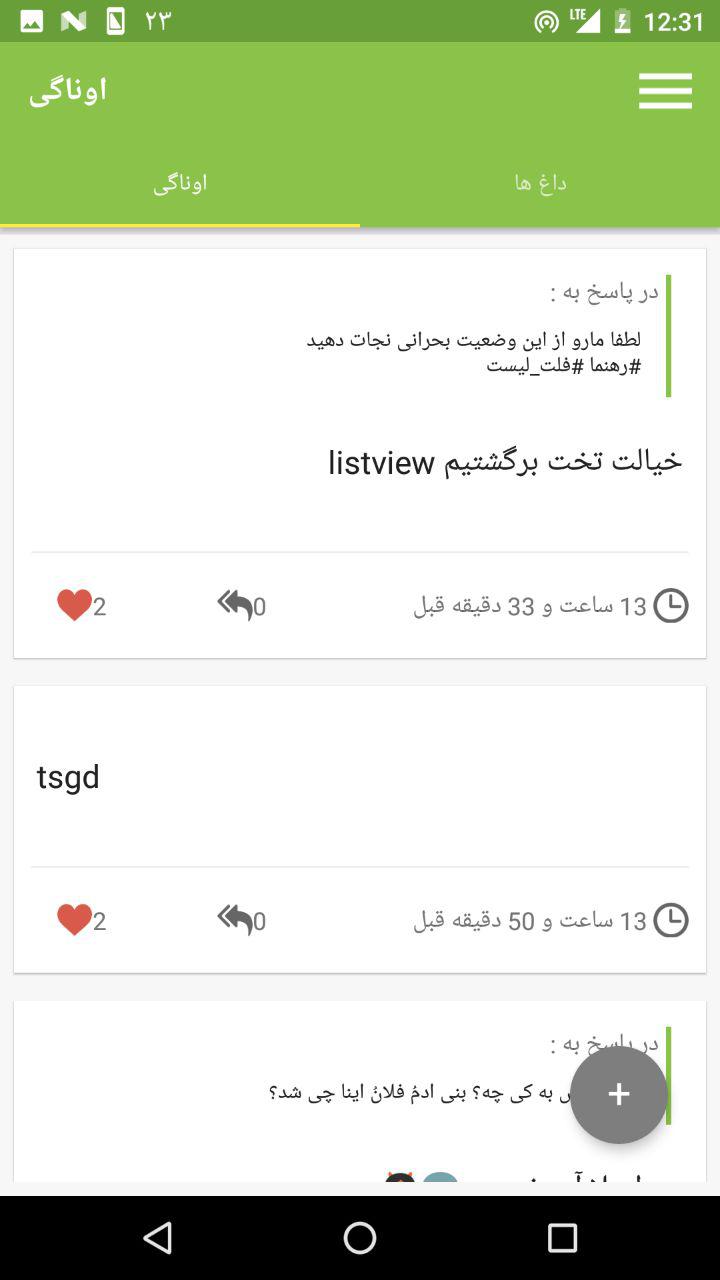 ۲۳
LTE
12:31
اوناگی
داغ ها
اوناگی
در پاسخ به :
لطفا مارو از این وضعیت بحرانی نجات دهید
#رهنما #فلت_لیست
خیالت تخت برگشتیم listview
13 ساعت و 33 دقیقه قبل
0
2
tsgd
13 ساعت و 50 دقیقه قبل
0
2
در پاسخ به :
به کی چه؟ بنی ادمُ فلانُ اینا چی شد؟
+